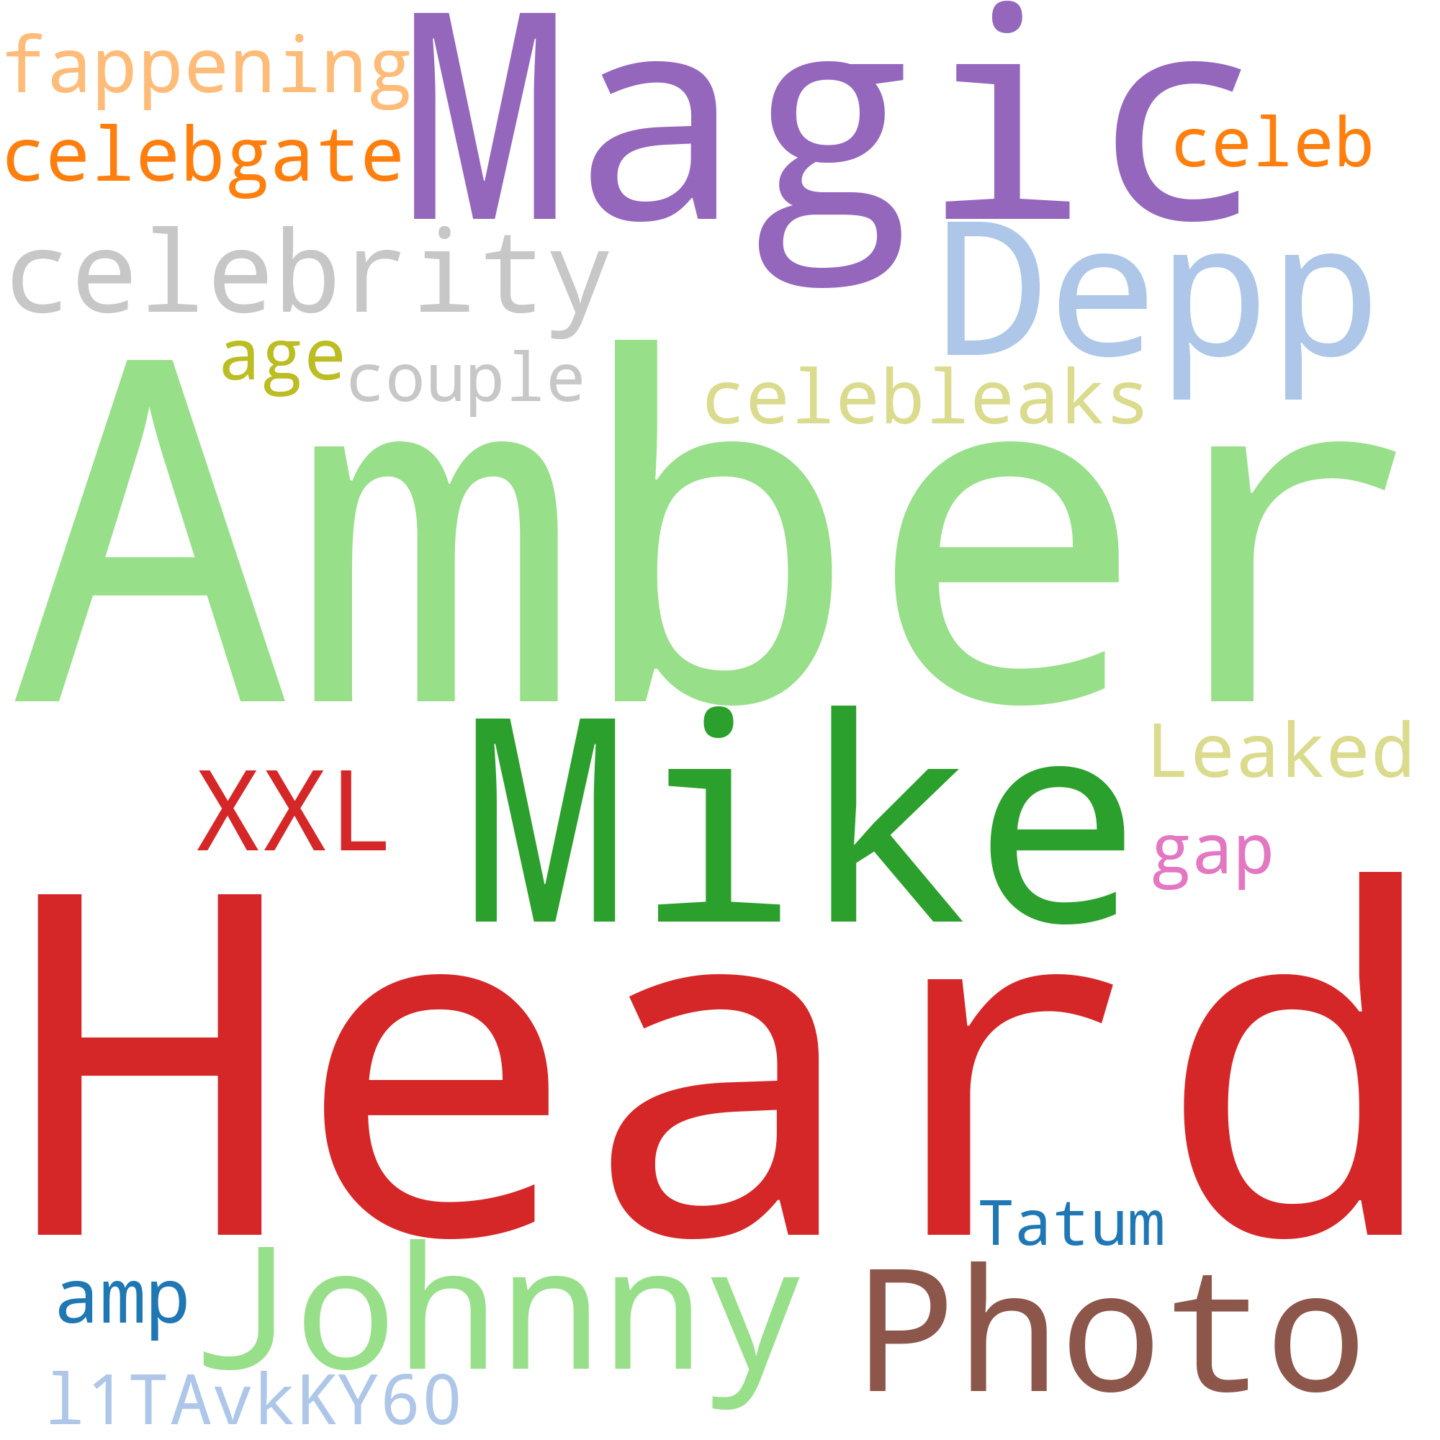 Magic
fappening
celebgate
celeb
celebrity
Depp
age
couple
celebleaks
Amber
Mike
Leaked
XXL
gap
Heard
Tatum
Johnny
amp
Photo
l1TAvkKY60